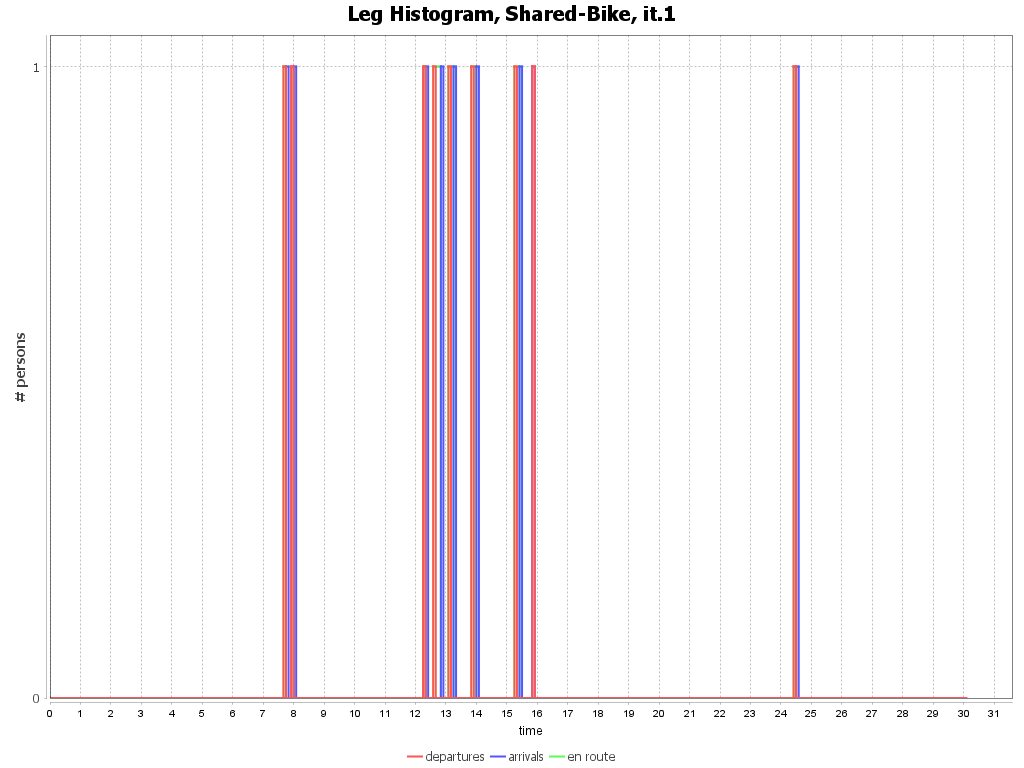 Leg Histogram, Shared-Bike, it.1
# persons
1
0
0 1 2 3 4 5 6 7 8 9 10 11 12 13 14 15 16 17 18 19 20 21 22 23 24 25 26 27 28 29 30 31
time
departures arrivals en route